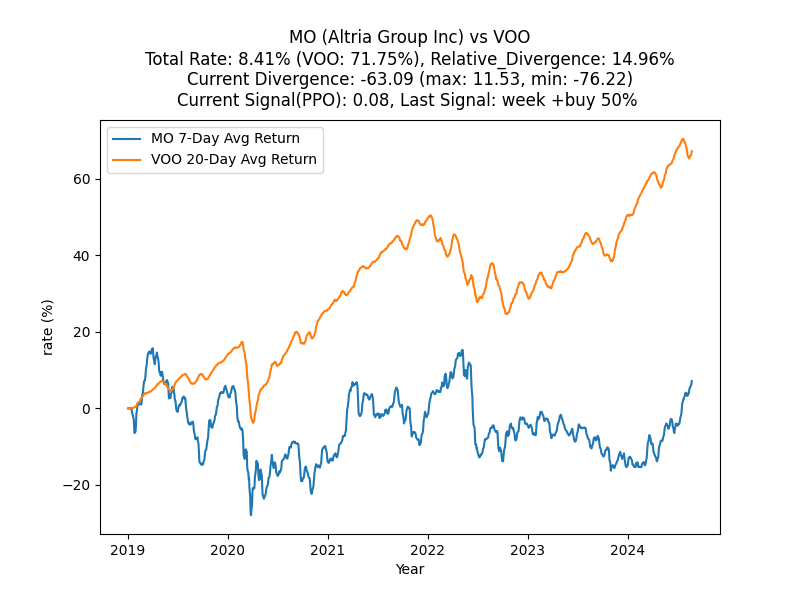 MO (Altria Group Inc) vs VOO
Total Rate: 8.41% (VOO: 71.75%), Relative_Divergence: 14.96%
Current Divergence: -63.09 (max: 11.53, min: -76.22)
Current Signal(PPO): 0.08, Last Signal: week +buy 50%
MO 7-Day Avg Return
VOO 20-Day Avg Return
rate (%)
60
40
20
0
−20
2019 2020 2021 2022 2023 2024
Year